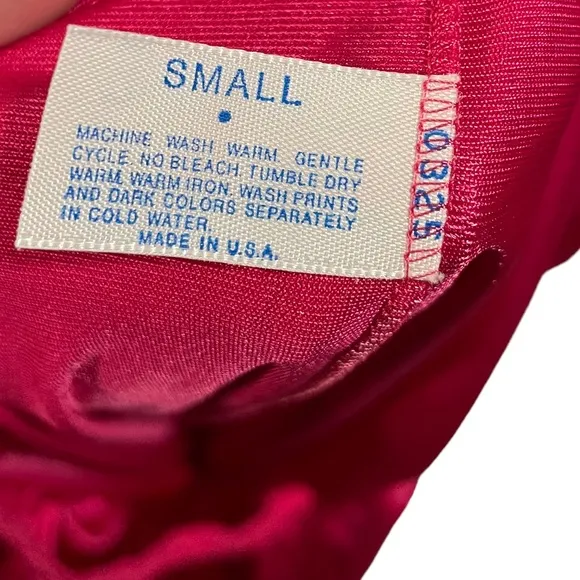 SMALL
MACHINE WASH WARM, GENTLE
CYCLE. NO BLEACH, TUMBLE DRY
WARM, WARM IRON. WASH PRINTS
AND DARK COLORS SEPARATELY
IN COLD WATER.
MADE IN U.S.A.
0325